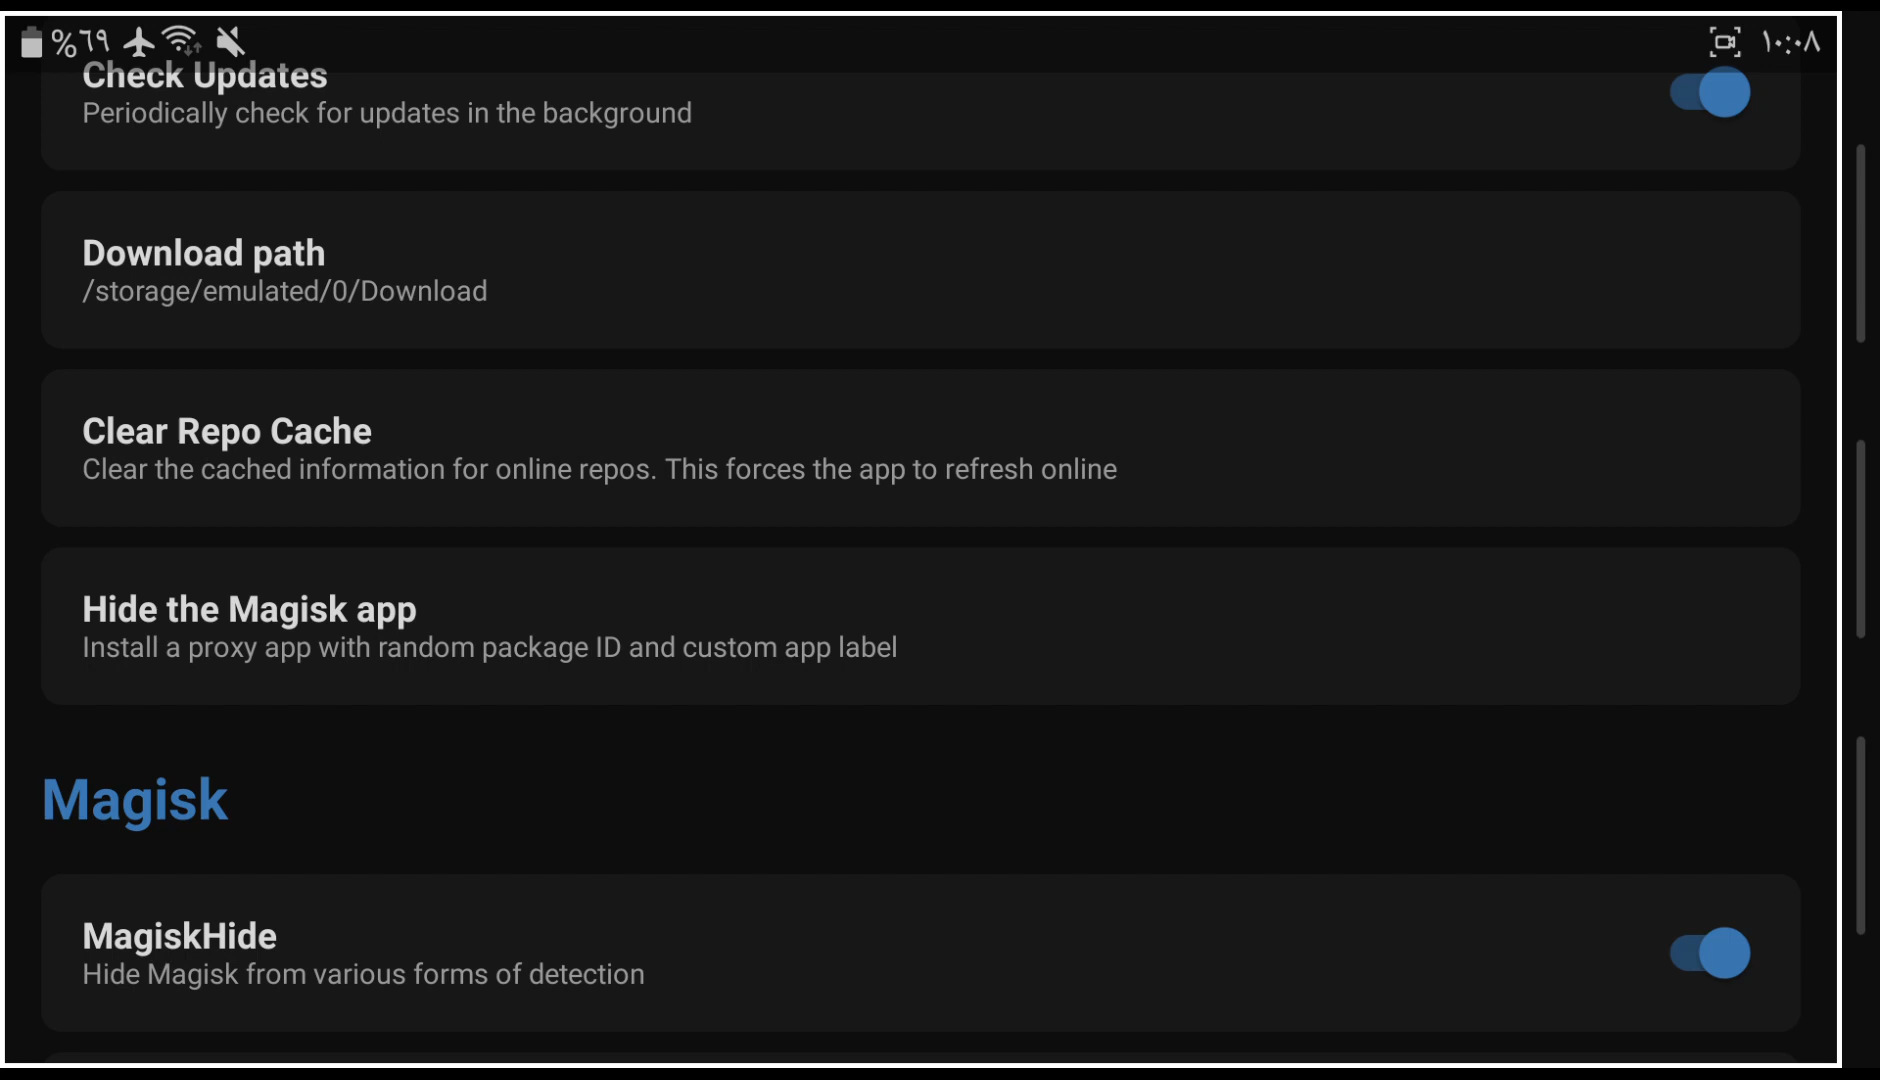 %٦٩
١٠:٠٨
Check Updates
Periodically check for updates in the background
Download path
/storage/emulated/0/Download
Clear Repo Cache
Clear the cached information for online repos. This forces the app to refresh online
Hide the Magisk app
Install a proxy app with random package ID and custom app label
Magisk
MagiskHide
Hide Magisk from various forms of detection